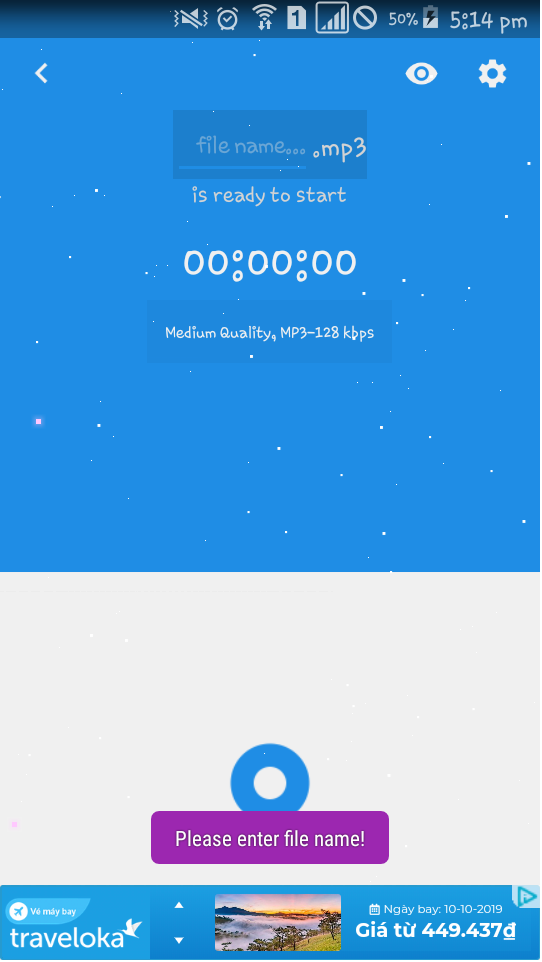 1 50% 5:14 pm
file name... .mp3
is ready to start
00:00:00
Medium Quality, MP3-128 kbps
Please enter file name!
Vé máy bay
traveloka
Ngày bay: 10-10-2019
Giá từ 449.437₫